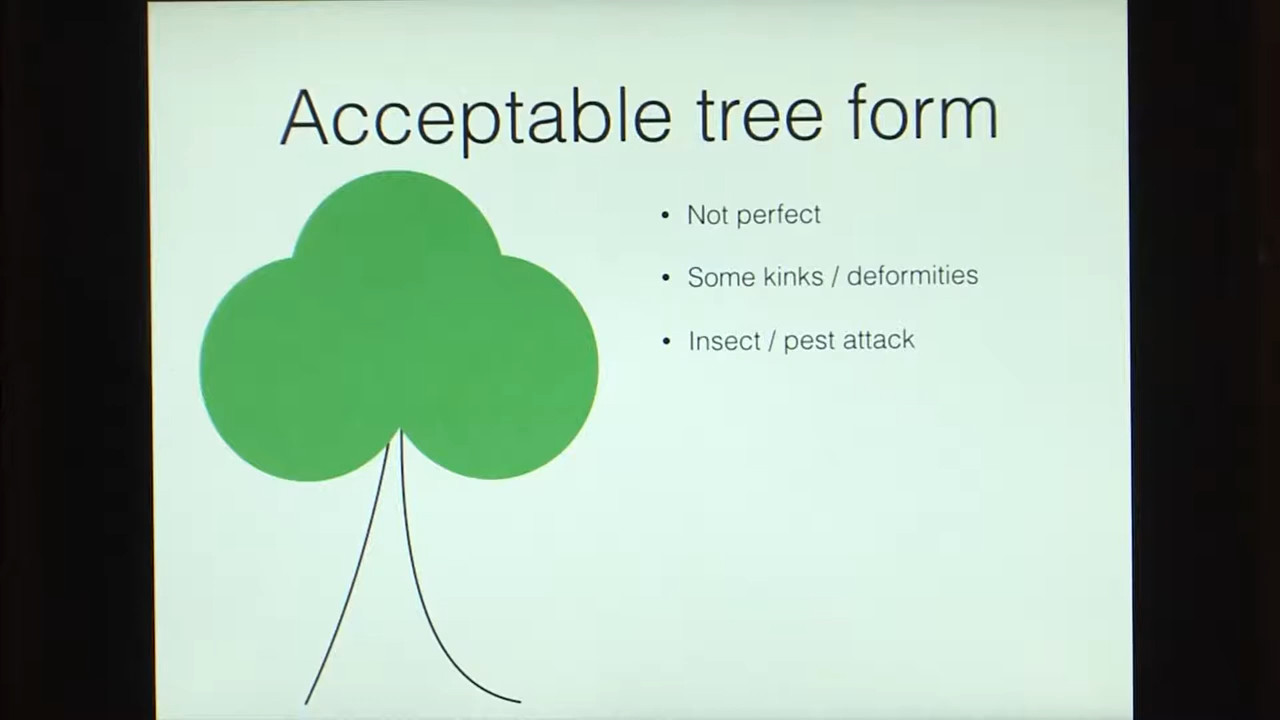 Acceptable tree form
• Not perfect
• Some kinks / deformities
• Insect / pest attack